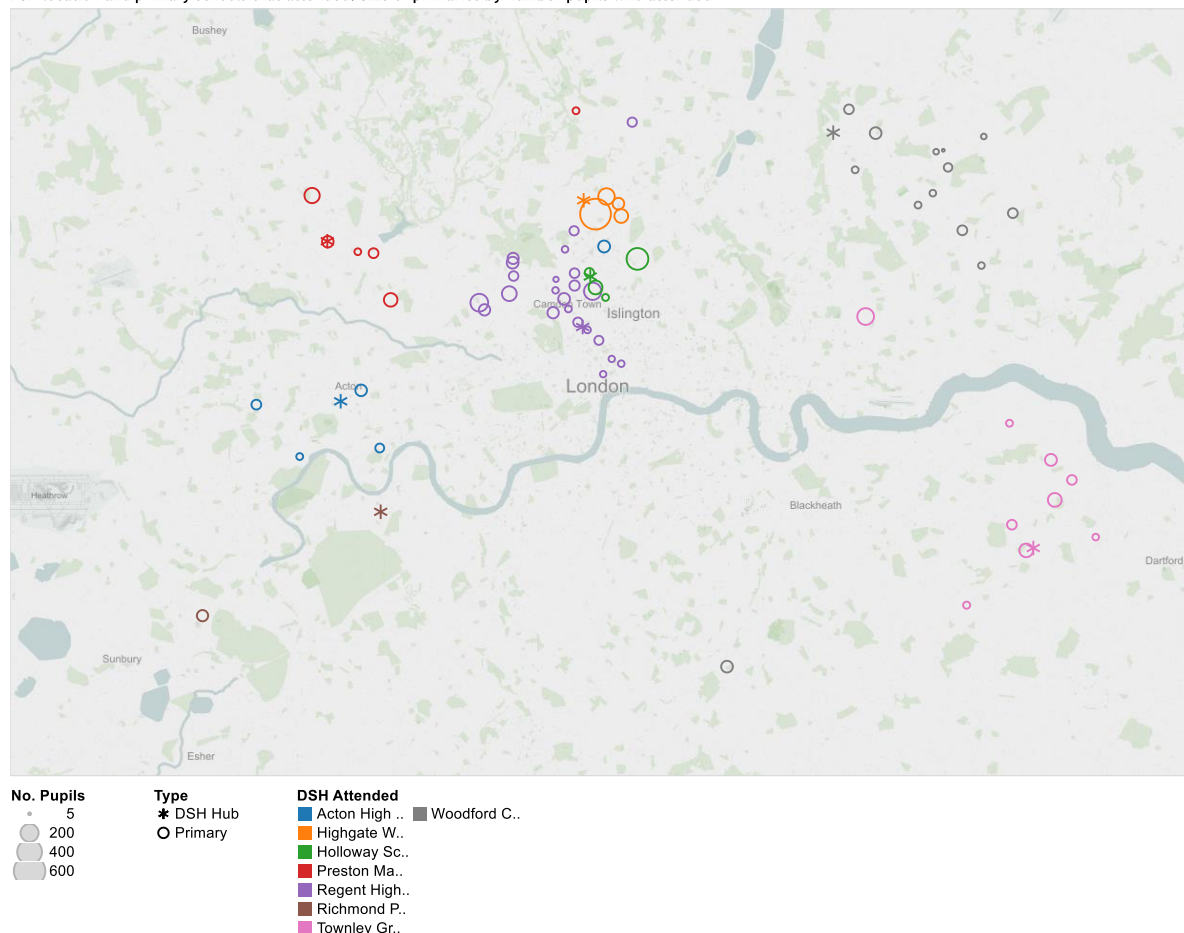 Bushey
Camden Town
Islington
London
Acton
Heathrow
Blackheath
Dartford
Sunbury
Esher
No. Pupils
5
200
400
600
Type
DSH Hub
Primary
DSH Attended
Acton High ..
Highgate W..
Holloway Sc..
Preston Ma..
Regent High..
Richmond P..
Townley Gr..
Woodford C..